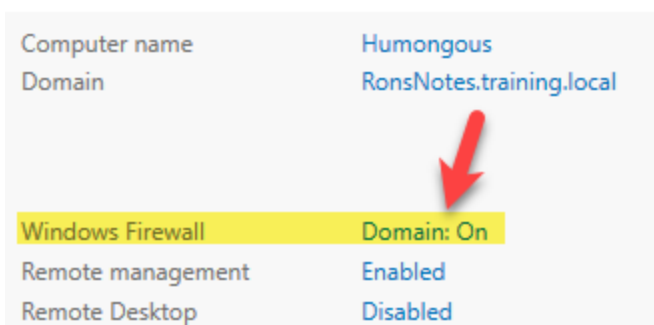 Computer name Humongous
Domain RonsNotes.training.local
Windows Firewall Domain: On
Remote management Enabled
Remote Desktop Disabled